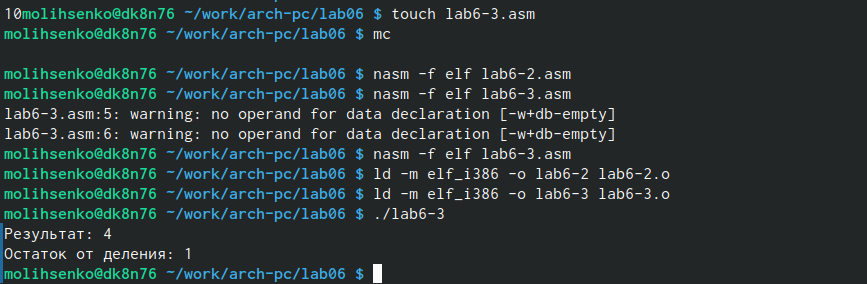 10molihsenko@dk8n76 ~/work/arch-pc/lab06 $ touch lab6-3.asm
molihsenko@dk8n76 ~/work/arch-pc/lab06 $ mc
molihsenko@dk8n76 ~/work/arch-pc/lab06 $ nasm -f elf lab6-2.asm
molihsenko@dk8n76 ~/work/arch-pc/lab06 $ nasm -f elf lab6-3.asm
lab6-3.asm:5: warning: no operand for data declaration [-w+db-empty]
lab6-3.asm:6: warning: no operand for data declaration [-w+db-empty]
molihsenko@dk8n76 ~/work/arch-pc/lab06 $ nasm -f elf lab6-3.asm
molihsenko@dk8n76 ~/work/arch-pc/lab06 $ ld -m elf_i386 -o lab6-2 lab6-2.o
molihsenko@dk8n76 ~/work/arch-pc/lab06 $ ld -m elf_i386 -o lab6-3 lab6-3.o
molihsenko@dk8n76 ~/work/arch-pc/lab06 $ ./lab6-3
Результат: 4
Остаток от деления: 1
molihsenko@dk8n76 ~/work/arch-pc/lab06 $